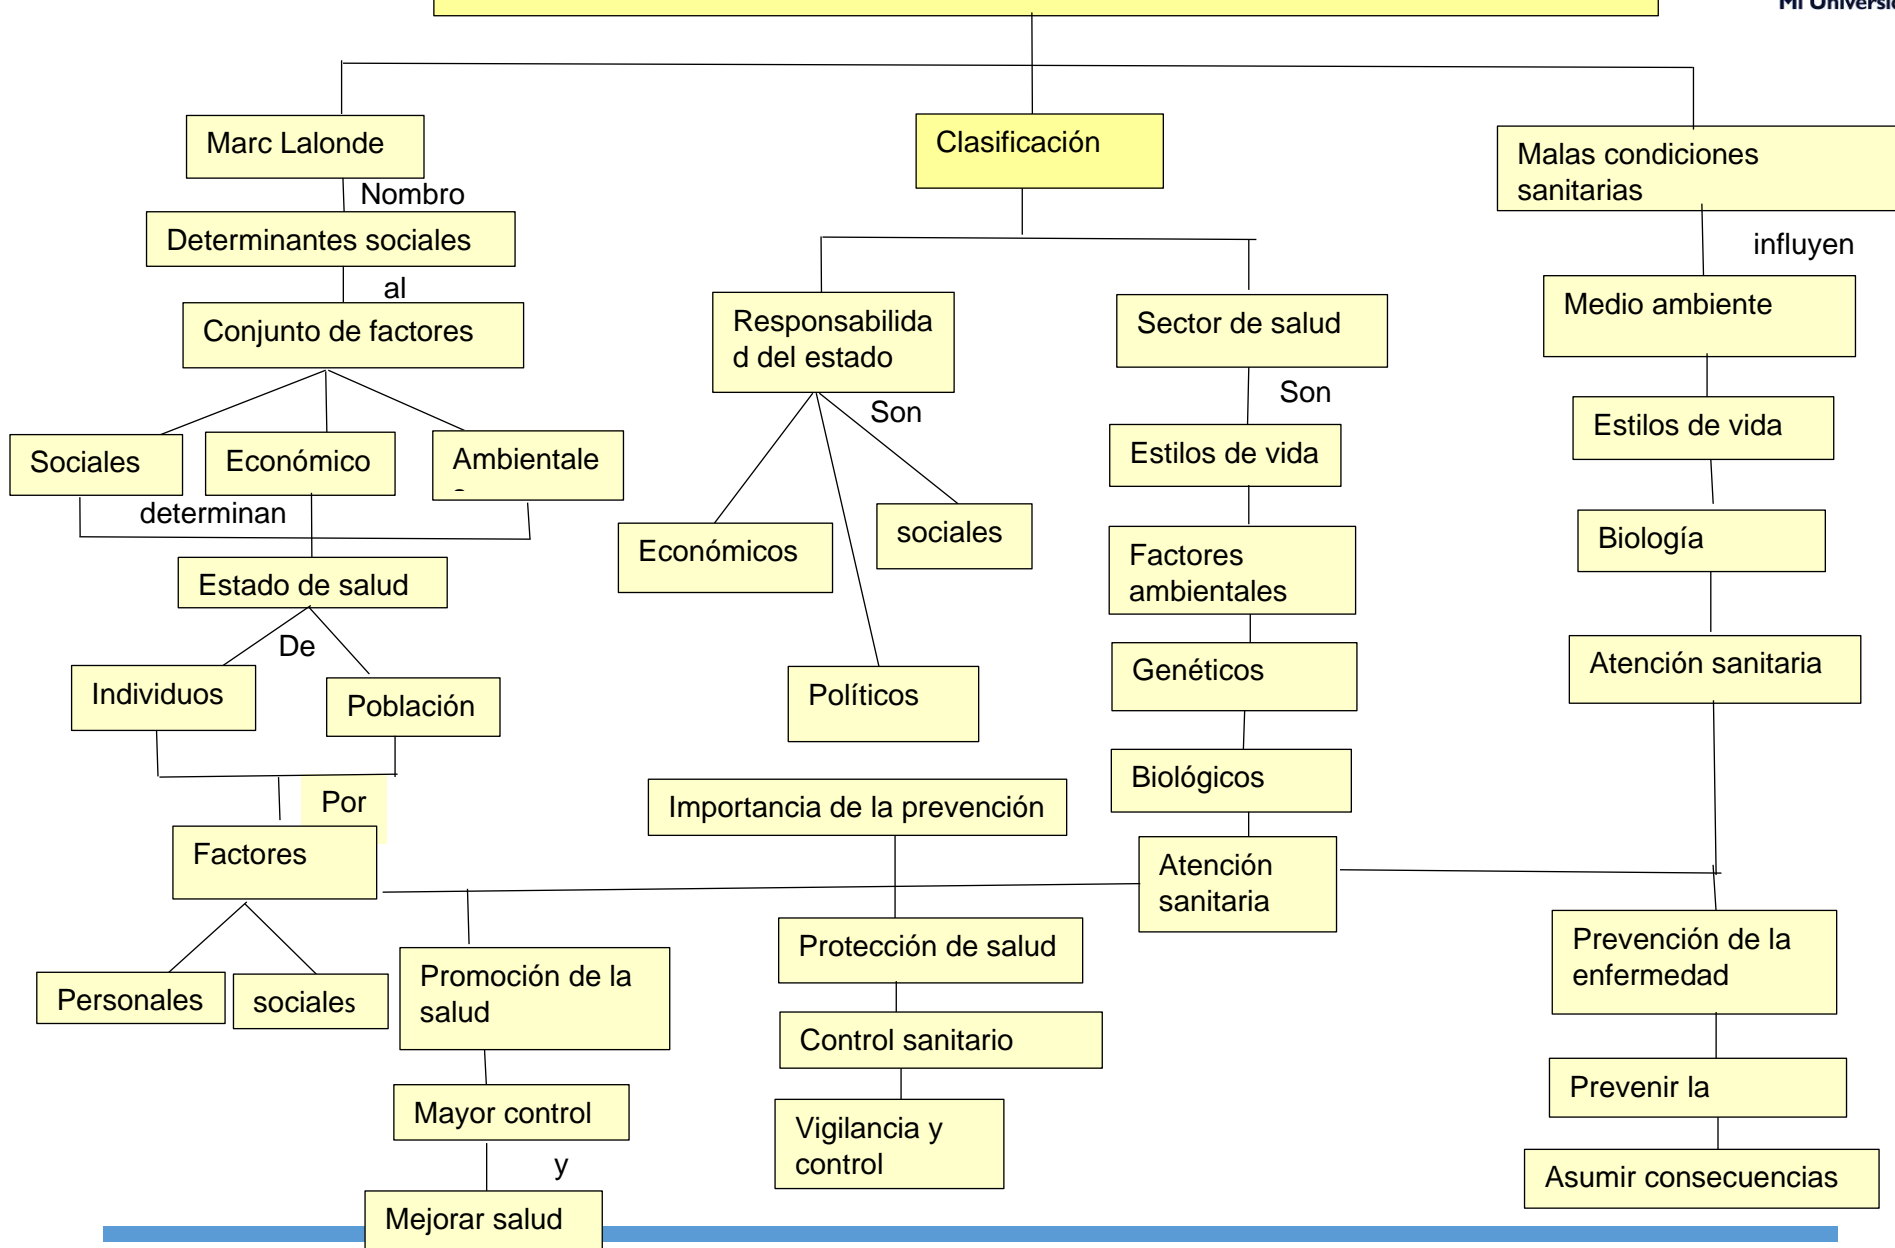 Marc Lalonde
Nombro
Determinantes sociales
al
Conjunto de factores
Sociales
Económico
Ambientale
determinan
Estado de salud
De
Individuos
Población
Por
Factores
Personales
sociales
Clasificación
Responsabilida
d del estado
Son
Económicos
sociales
Políticos
Sector de salud
Son
Estilos de vida
Factores
ambientales
Genéticos
Biológicos
Atención
sanitaria
Malas condiciones
sanitarias
influyen
Medio ambiente
Estilos de vida
Biología
Atención sanitaria
Importancia de la prevención
Promoción de la
salud
Mayor control
y
Mejorar salud
Protección de salud
Control sanitario
Vigilancia y
control
Prevención de la
enfermedad
Prevenir la
Asumir consecuencias